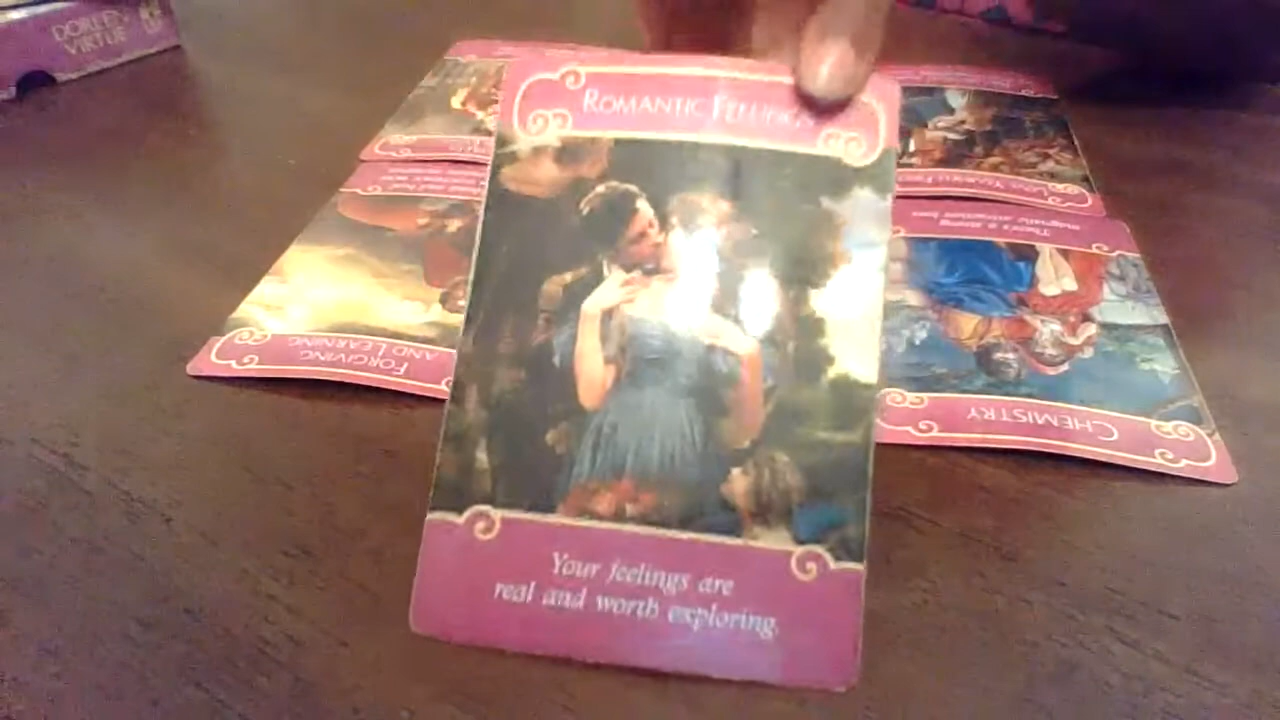 DOREEN
VIRTUE
ROMANTIC FEELINGS
Your feelings are
real and worth exploring.
FORGIVING
AND LEARNING
There's a strong
magnetic attraction here
CHEMISTRY